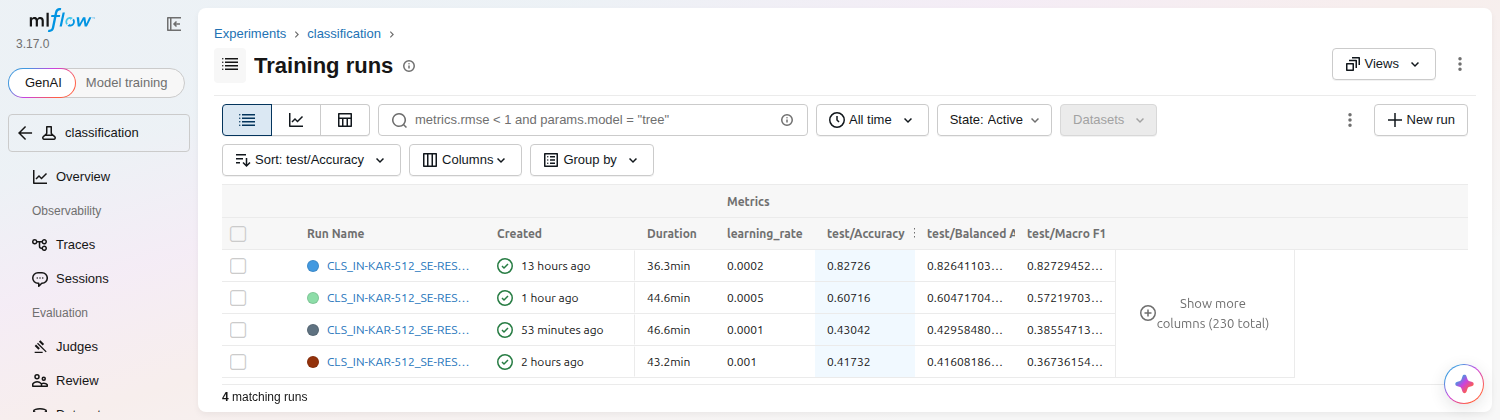 mlflow
3.17.0
GenAI Model training
classification
Overview
Observability
Traces
Sessions
Evaluation
Judges
Review
Experiments > classification >
Training runs
Views
metrics.rmse < 1 and params.model = "tree"
All time
State: Active
Datasets
New run
Sort: test/Accuracy
Columns
Group by
Metrics
Run Name Created Duration learning_rate test/Accuracy test/Balanced A test/Macro F1
CLS_IN-KAR-512_SE-RES... 13 hours ago 36.3min 0.0002 0.82726 0.82641103... 0.82729452...
CLS_IN-KAR-512_SE-RES... 1 hour ago 44.6min 0.0005 0.60716 0.60471704... 0.57219703...
CLS_IN-KAR-512_SE-RES... 53 minutes ago 46.6min 0.0001 0.43042 0.42958480... 0.38554713...
CLS_IN-KAR-512_SE-RES... 2 hours ago 43.2min 0.001 0.41732 0.41608186... 0.36736154...
Show more
columns (230 total)
4 matching runs